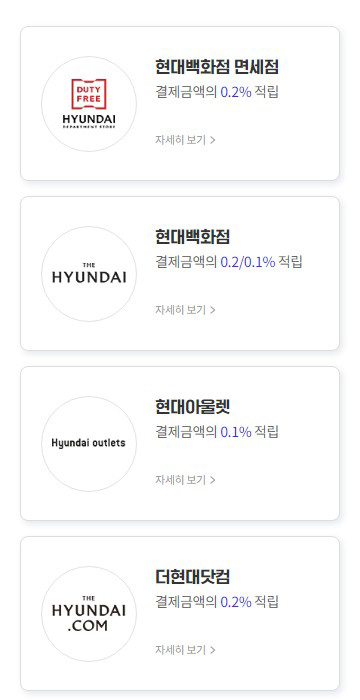 DUTY
FREE
HYUNDAI
DEPARTMENT STORE
현대백화점 면세점
결제금액의 0.2% 적립
자세히 보기 >
THE
HYUNDAI
현대백화점
결제금액의 0.2/0.1% 적립
자세히 보기 >
Hyundai outlets
현대아울렛
결제금액의 0.1% 적립
자세히 보기 >
THE
HYUNDAI
.COM
더현대닷컴
결제금액의 0.2% 적립
자세히 보기 >